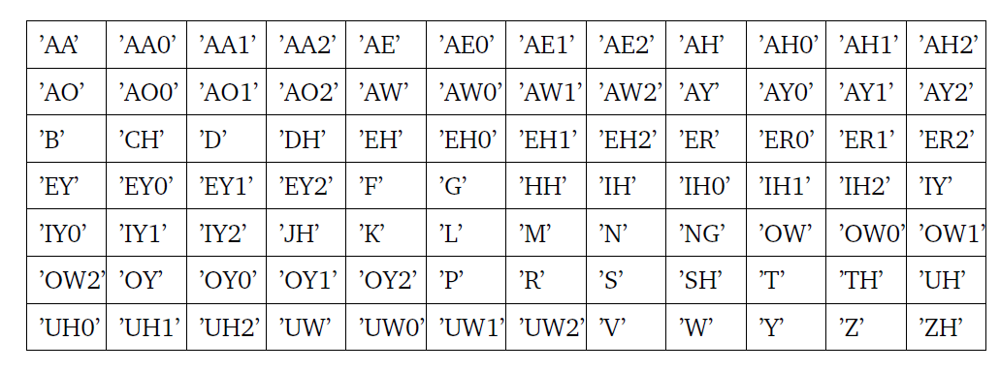 ’AA’ ’AA0’ ’AA1’ ’AA2’ ’AE’ ’AE0’ ’AE1’ ’AE2’ ’AH’ ’AH0’ ’AH1’ ’AH2’
’AO’ ’AO0’ ’AO1’ ’AO2’ ’AW’ ’AW0’ ’AW1’ ’AW2’ ’AY’ ’AY0’ ’AY1’ ’AY2’
’B’ ’CH’ ’D’ ’DH’ ’EH’ ’EH0’ ’EH1’ ’EH2’ ’ER’ ’ER0’ ’ER1’ ’ER2’
’EY’ ’EY0’ ’EY1’ ’EY2’ ’F’ ’G’ ’HH’ ’IH’ ’IH0’ ’IH1’ ’IH2’ ’IY’
’IY0’ ’IY1’ ’IY2’ ’JH’ ’K’ ’L’ ’M’ ’N’ ’NG’ ’OW’ ’OW0’ ’OW1’
’OW2’ ’OY’ ’OY0’ ’OY1’ ’OY2’ ’P’ ’R’ ’S’ ’SH’ ’T’ ’TH’ ’UH’
’UH0’ ’UH1’ ’UH2’ ’UW’ ’UW0’ ’UW1’ ’UW2’ ’V’ ’W’ ’Y’ ’Z’ ’ZH’